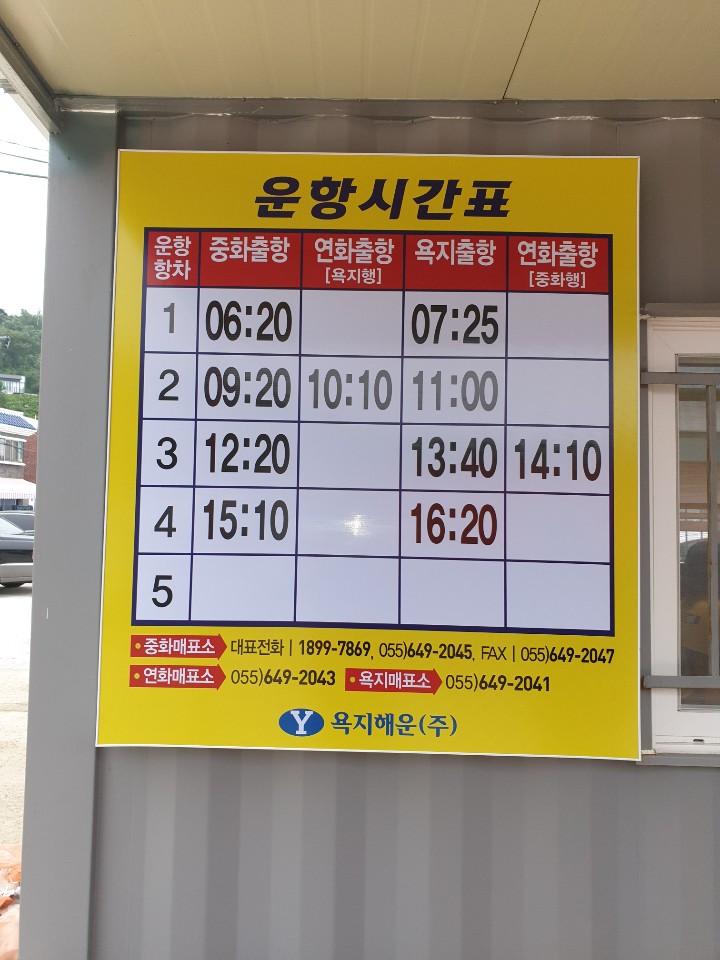 운항시간표
운항항차 중화출항 연화출항[욕지행] 욕지출항 연화출항[중화행]
1 06:20 07:25
2 09:20 10:10 11:00
3 12:20 13:40 14:10
4 15:10 16:20
5
중화매표소 대표전화 | 1899-7869, 055)649-2045, FAX | 055)649-2047
연화매표소 055)649-2043 욕지매표소 055)649-2041
Y 욕지해운(주)